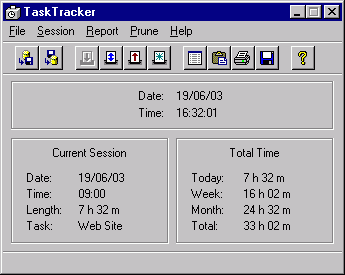 TaskTracker
File Session Report Prune Help
?
Date: 19/06/03
Time: 16:32:01
Current Session
Date: 19/06/03
Time: 09:00
Length: 7 h 32 m
Task: Web Site
Total Time
Today: 7 h 32 m
Week: 16 h 02 m
Month: 24 h 32 m
Total: 33 h 02 m